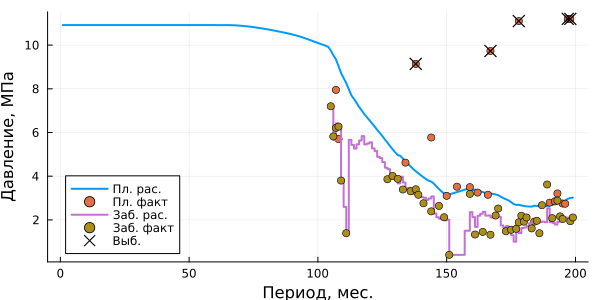 Давление, МПа
10
8
6
4
2
Пл. рас.
Пл. факт
Заб. рас.
Заб. факт
Выб.
0 50 100 150 200
Период, мес.